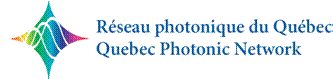 Réseau photonique du Québec
Quebec Photonic Network